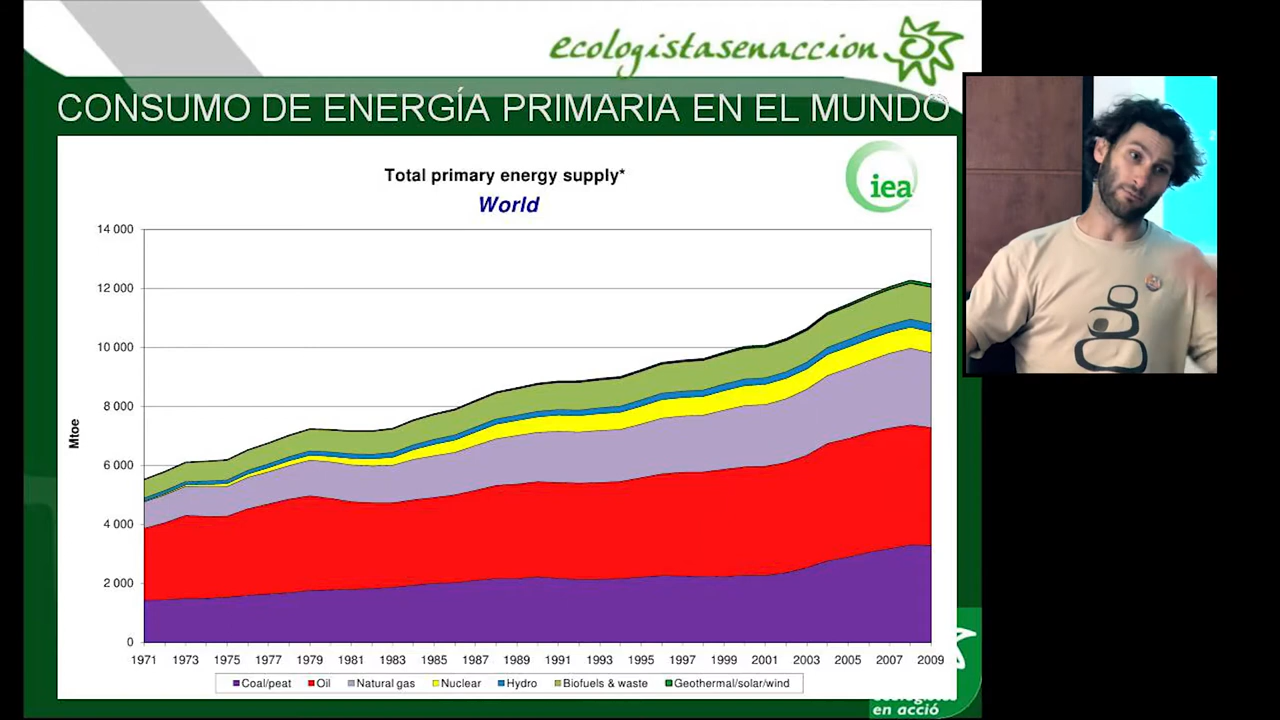 ecologistasenaccion
CONSUMO DE ENERGÍA PRIMARIA EN EL MUNDO
Total primary energy supply*
World
iea
14 000
12 000
10 000
8 000
6 000
4 000
2 000
0
Mtoe
1971 1973 1975 1977 1979 1981 1983 1985 1987 1989 1991 1993 1995 1997 1999 2001 2003 2005 2007 2009
Coal/peat Oil Natural gas Nuclear Hydro Biofuels & waste Geothermal/solar/wind
en acció